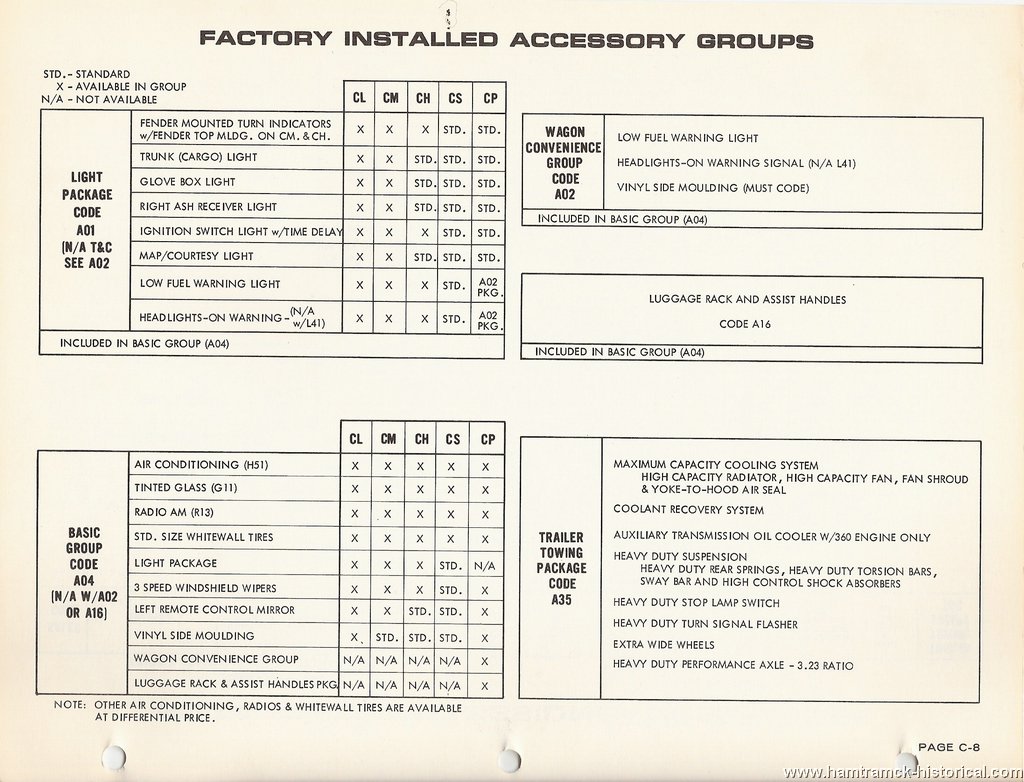 FACTORY INSTALLED ACCESSORY GROUPS
STD. - STANDARD
X - AVAILABLE IN GROUP
N/A - NOT AVAILABLE
CL CM CH CS CP
LIGHT
PACKAGE
CODE
A01
(N/A T&C
SEE A02
FENDER MOUNTED TURN INDICATORS
w/FENDER TOP MLDG. ON CM. & CH. X X X STD. STD.
TRUNK (CARGO) LIGHT X X STD. STD. STD.
GLOVE BOX LIGHT X X STD. STD. STD.
RIGHT ASH RECEIVER LIGHT X X STD. STD. STD.
IGNITION SWITCH LIGHT w/TIME DELAY X X X STD. STD.
MAP/COURTESY LIGHT X X STD. STD. STD.
LOW FUEL WARNING LIGHT X X X STD. A02
PKG.
HEADLIGHTS-ON WARNING - (N/A
w/L41) X X X STD. A02
PKG.
INCLUDED IN BASIC GROUP (A04)
WAGON
CONVENIENCE
GROUP
CODE
A02
LOW FUEL WARNING LIGHT
HEADLIGHTS-ON WARNING SIGNAL (N/A L41)
VINYL SIDE MOULDING (MUST CODE)
INCLUDED IN BASIC GROUP (A04)
LUGGAGE RACK AND ASSIST HANDLES
CODE A16
INCLUDED IN BASIC GROUP (A04)
CL CM CH CS CP
BASIC
GROUP
CODE
A04
(N/A W/A02
OR A16)
AIR CONDITIONING (H51) X X X X X
TINTED GLASS (G11) X X X X X
RADIO AM (R13) X X X X X
STD. SIZE WHITEWALL TIRES X X X X X
LIGHT PACKAGE X X X STD. N/A
3 SPEED WINDSHIELD WIPERS X X X STD. X
LEFT REMOTE CONTROL MIRROR X X STD. STD. X
VINYL SIDE MOULDING X STD. STD. STD. X
WAGON CONVENIENCE GROUP N/A N/A N/A N/A X
LUGGAGE RACK & ASSIST HANDLES PKG. N/A N/A N/A N/A X
NOTE: OTHER AIR CONDITIONING, RADIOS & WHITEWALL TIRES ARE AVAILABLE
AT DIFFERENTIAL PRICE.
TRAILER
TOWING
PACKAGE
CODE
A35
MAXIMUM CAPACITY COOLING SYSTEM
HIGH CAPACITY RADIATOR, HIGH CAPACITY FAN, FAN SHROUD
& YOKE-TO-HOOD AIR SEAL
COOLANT RECOVERY SYSTEM
AUXILIARY TRANSMISSION OIL COOLER W/360 ENGINE ONLY
HEAVY DUTY SUSPENSION
HEAVY DUTY REAR SPRINGS, HEAVY DUTY TORSION BARS,
SWAY BAR AND HIGH CONTROL SHOCK ABSORBERS
HEAVY DUTY STOP LAMP SWITCH
HEAVY DUTY TURN SIGNAL FLASHER
EXTRA WIDE WHEELS
HEAVY DUTY PERFORMANCE AXLE - 3.23 RATIO
PAGE C-8
www.hamtramck-historical.com